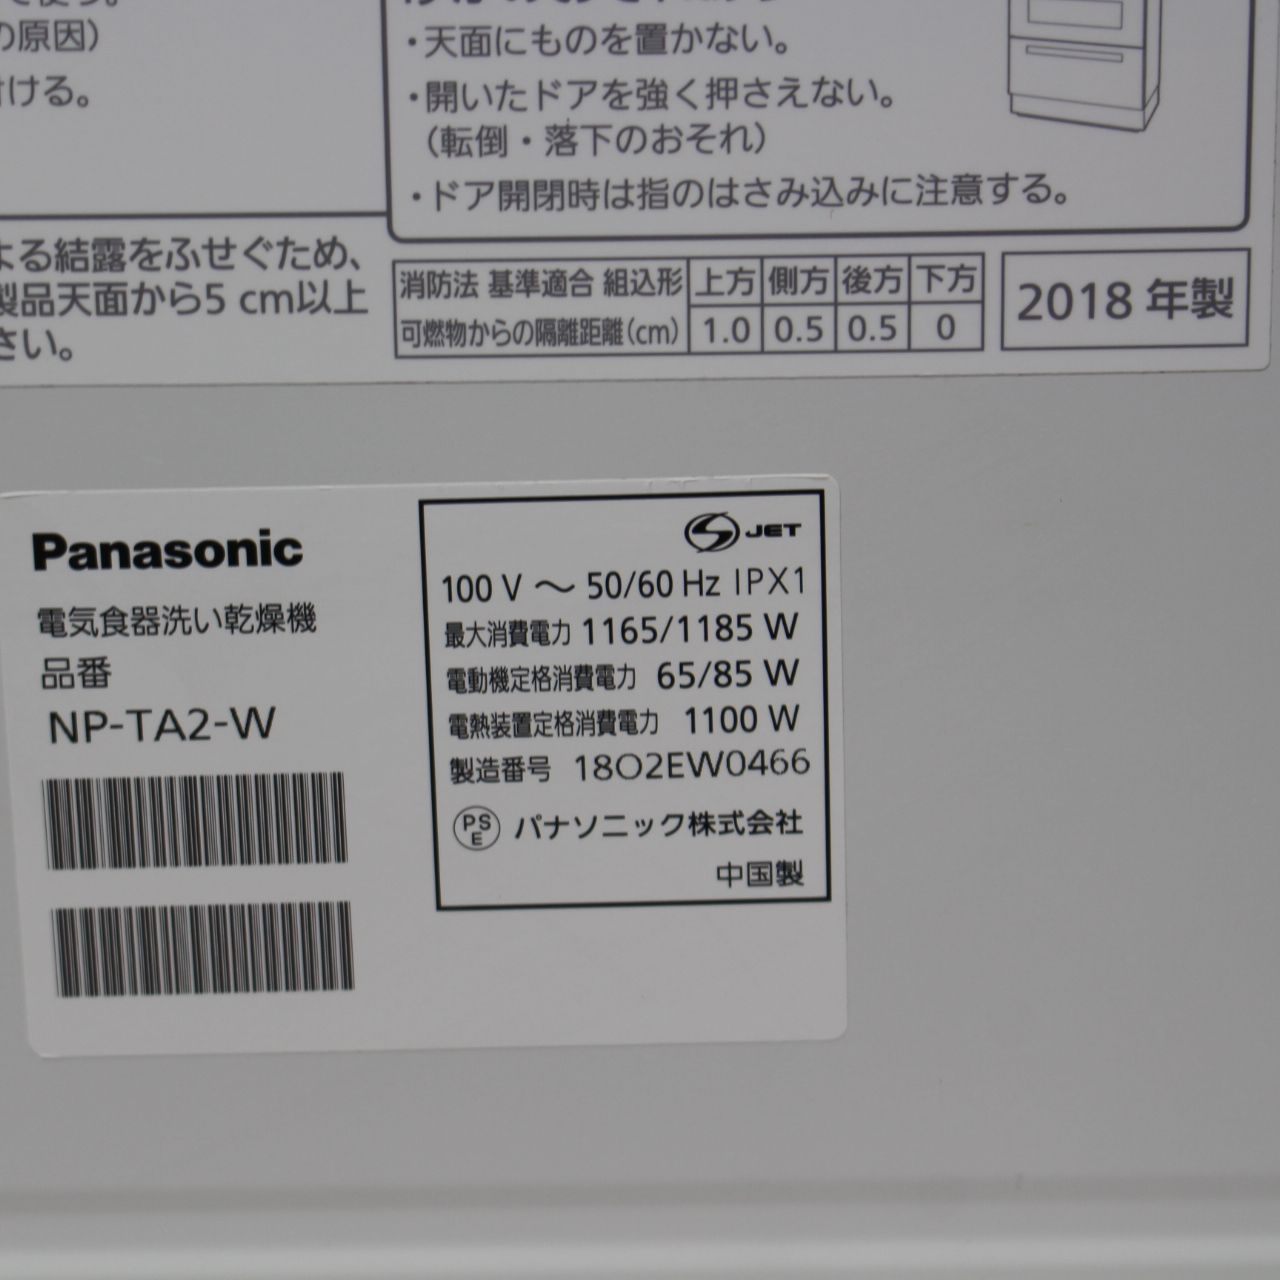 の原因）
ける。
・天面にものを置かない。
・開いたドアを強く押さえない。
（転倒・落下のおそれ）
・ドア開閉時は指のはさみ込みに注意する。
よる結露をふせぐため、
製品天面から5 cm以上
さい。
消防法 基準適合 組込形 上方 側方 後方 下方
可燃物からの隔離距離(cm) 1.0 0.5 0.5 0
2018 年製
Panasonic
電気食器洗い乾燥機
品番
NP-TA2-W
S JET
100 V ～ 50/60 Hz IPX1
最大消費電力 1165/1185 W
電動機定格消費電力 65/85 W
電熱装置定格消費電力 1100 W
製造番号 18O2EW0466
PS
E
パナソニック株式会社
中国製